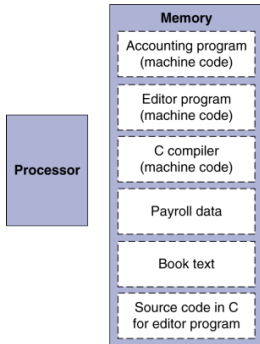 Memory
Accounting program
(machine code)
Editor program
(machine code)
C compiler
(machine code)
Processor
Payroll data
Book text
Source code in C
for editor program